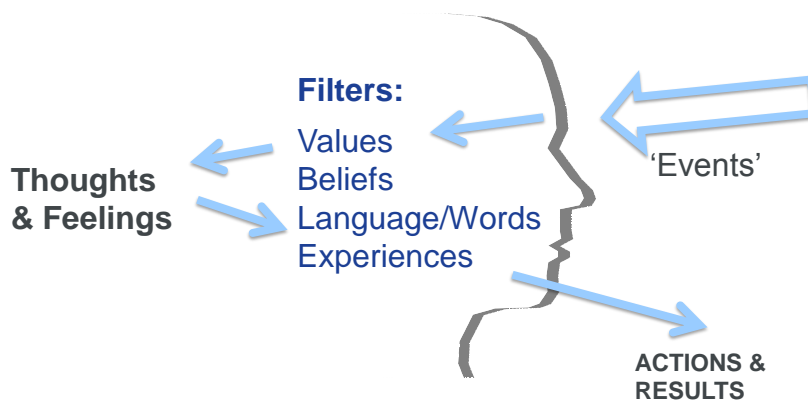 Filters:
Values
Beliefs
Language/Words
Experiences
Thoughts
& Feelings
‘Events’
ACTIONS &
RESULTS